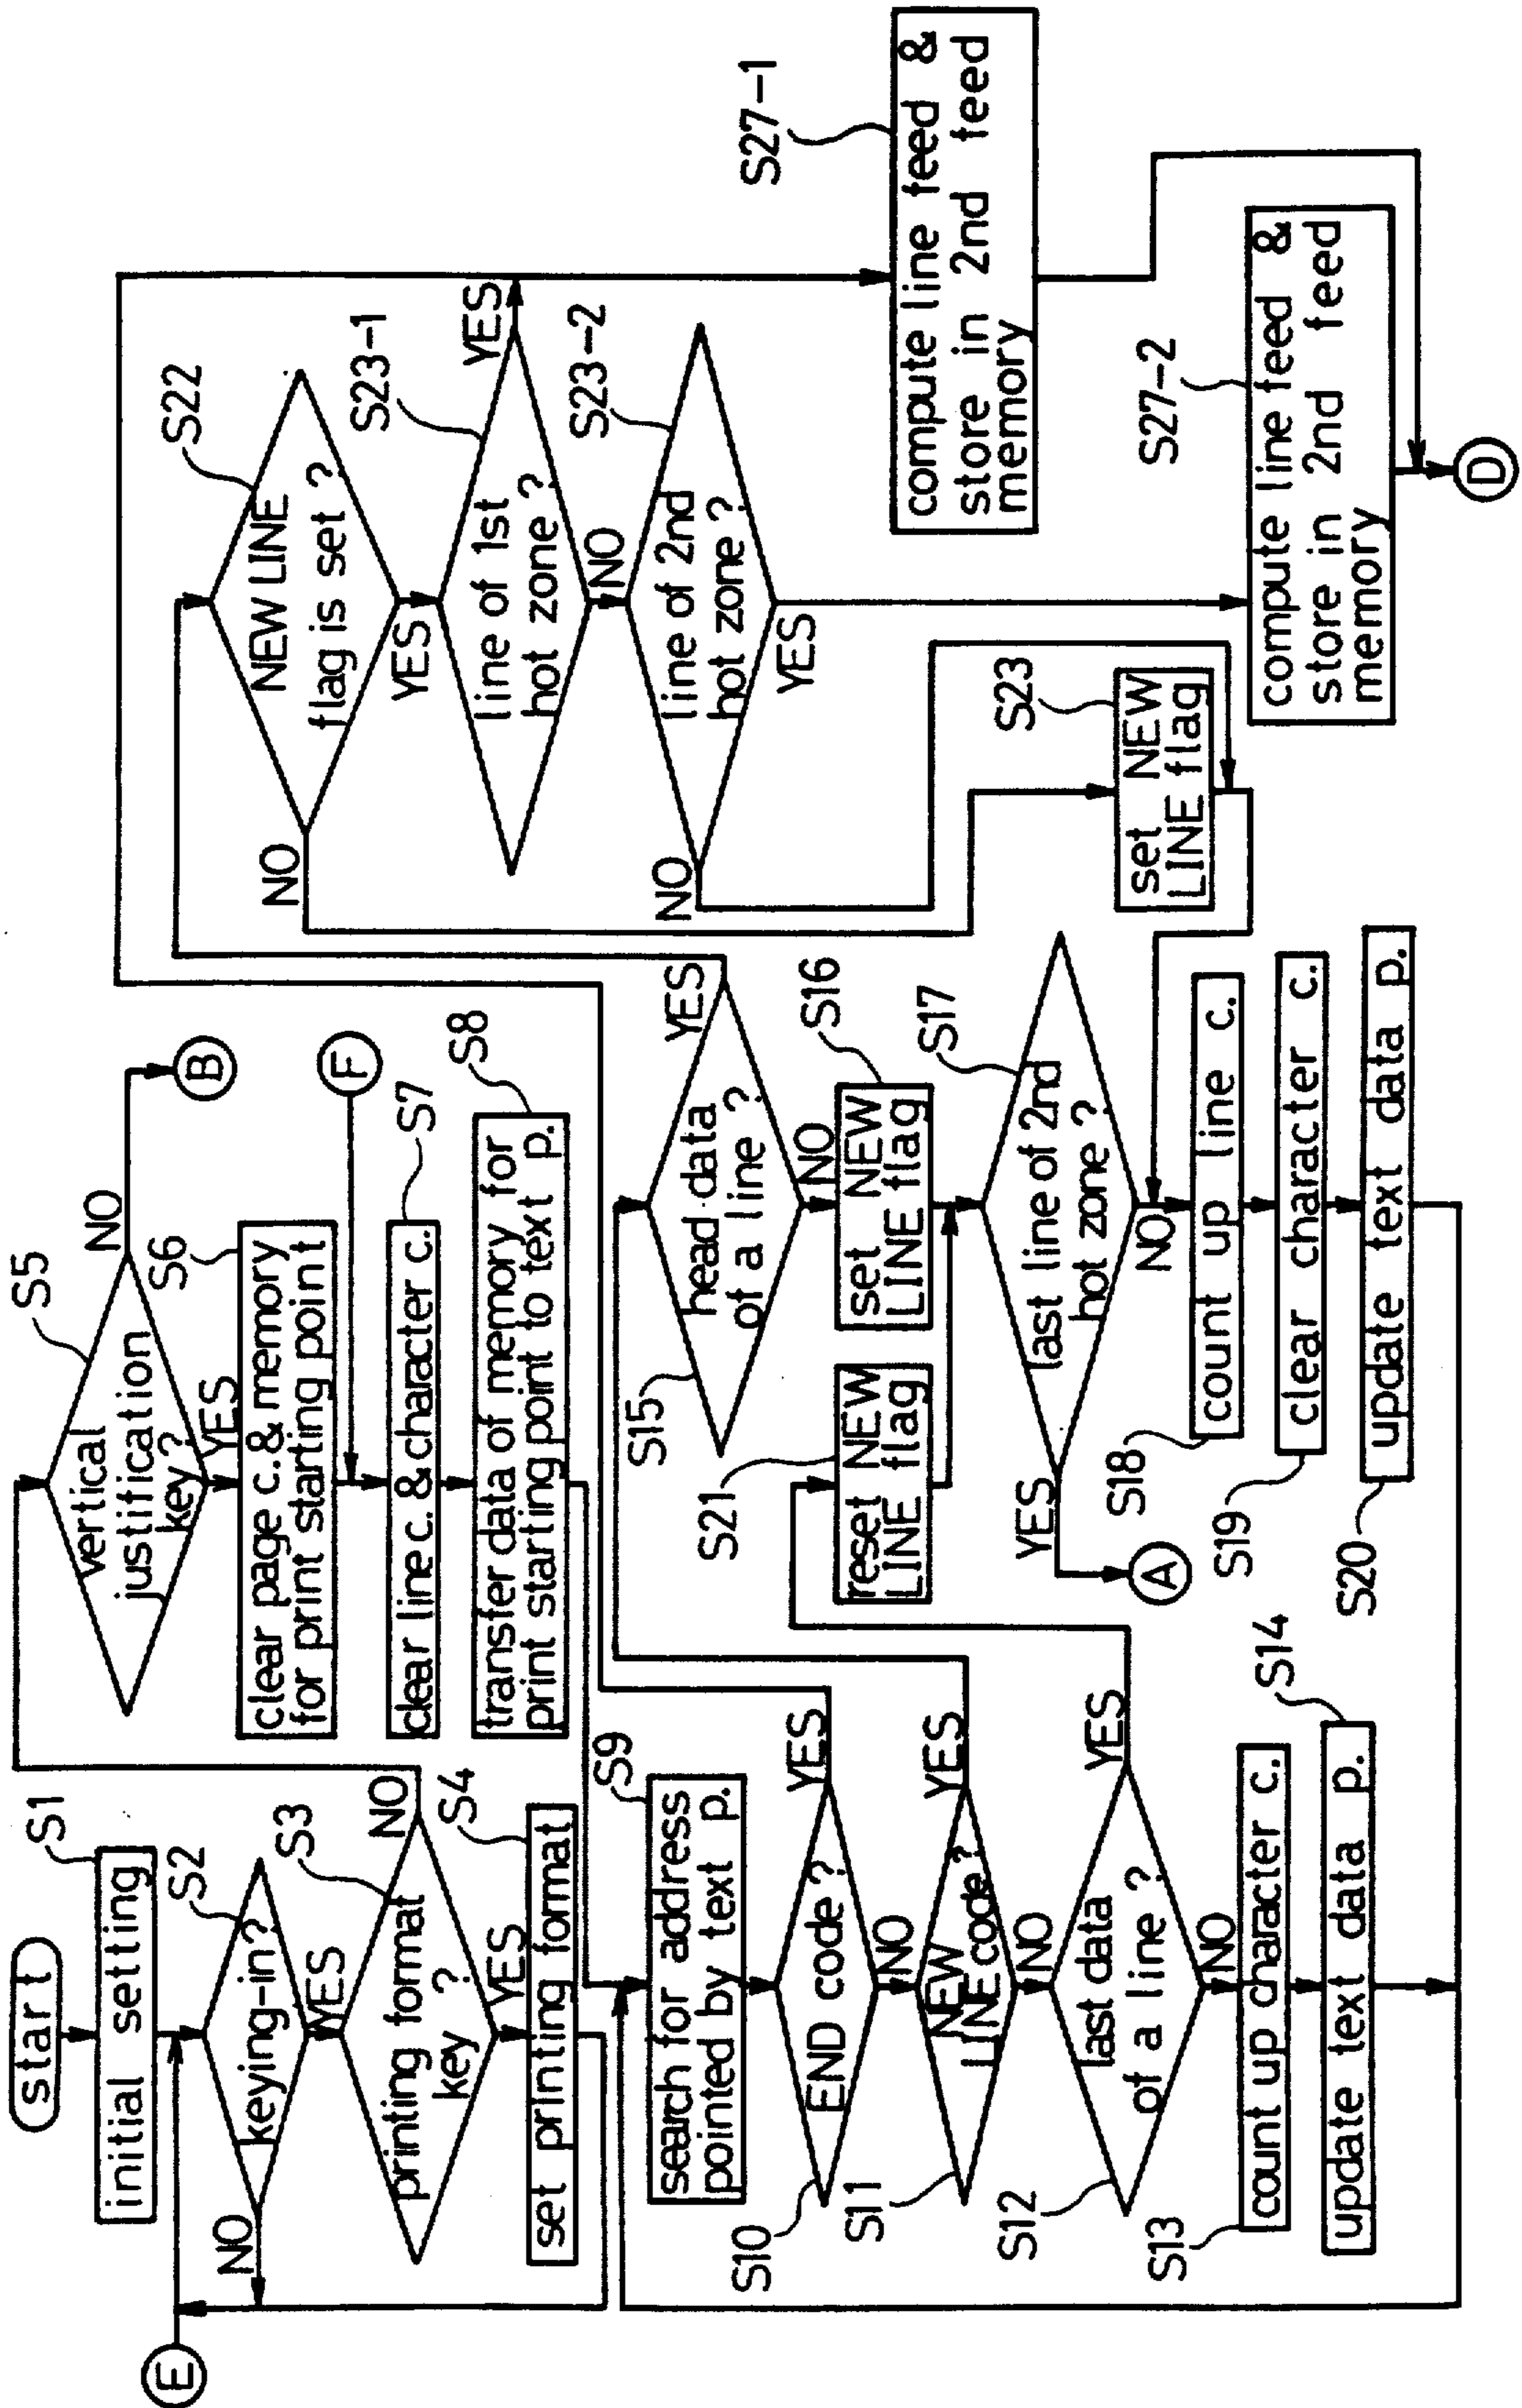 start
S1
initial setting
S2
keying-in?
NO
YES
E
S3
printing format
key ?
NO
YES
S4
set printing format
S5
vertical
justification
key?
NO
B
YES
S6
clear page c. & memory
for print starting point
F
S7
clear line c. & character c.
S8
transfer data of memory for
print starting point to text p.
S9
search for address
pointed by text p.
S10
END code?
YES
NO
S11
NEW
LINE code?
YES
NO
S12
last data
of a line ?
YES
NO
S13
count up character c.
S14
update text data p.
S15
head data
of a line ?
YES
NO
S16
set NEW
LINE flag
S21
reset NEW
LINE flag
S17
last line of 2nd
hot zone ?
YES
A
NO
S18
count up line c.
S19
clear character c.
S20
update text data p.
S22
NEW LINE
flag is set ?
NO
YES
S23-1
line of 1st
hot zone ?
YES
NO
S23-2
line of 2nd
hot zone ?
NO
YES
S23
set NEW
LINE flag
S27-1
compute line feed &
store in 2nd feed
memory
S27-2
compute line feed &
store in 2nd feed
memory
D